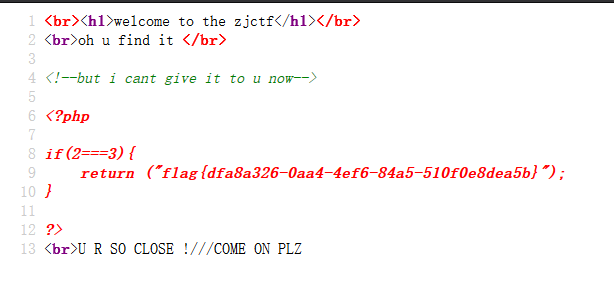 1 <br><h1>welcome to the zjctf</h1></br>
2 <br>oh u find it </br>
3
4 <!--but i cant give it to u now-->
5
6 <?php
7
8 if(2===3){
9     return ("flag{dfa8a326-0aa4-4ef6-84a5-510f0e8dea5b}");
10 }
11
12 ?>
13 <br>U R SO CLOSE !///COME ON PLZ